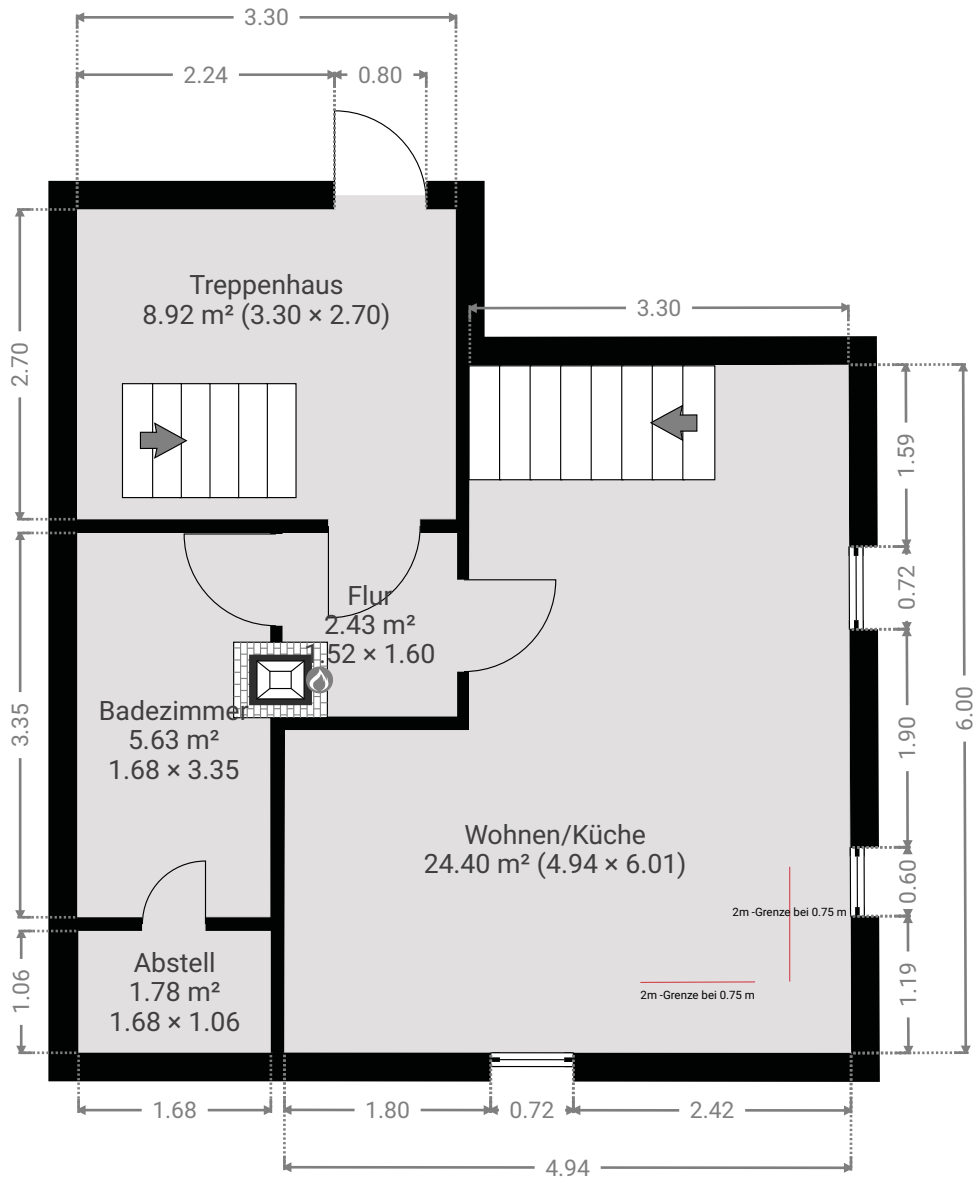 3.30
2.24
0.80
2.70
Treppenhaus
8.92 m² (3.30 × 2.70)
3.30
1.59
0.72
1.90
6.00
0.60
1.19
Flur
2.43 m²
1.52 × 1.60
3.35
Badezimmer
5.63 m²
1.68 × 3.35
Wohnen/Küche
24.40 m² (4.94 × 6.01)
2m -Grenze bei 0.75 m
2m -Grenze bei 0.75 m
1.06
Abstell
1.78 m²
1.68 × 1.06
1.68
1.80
0.72
2.42
4.94